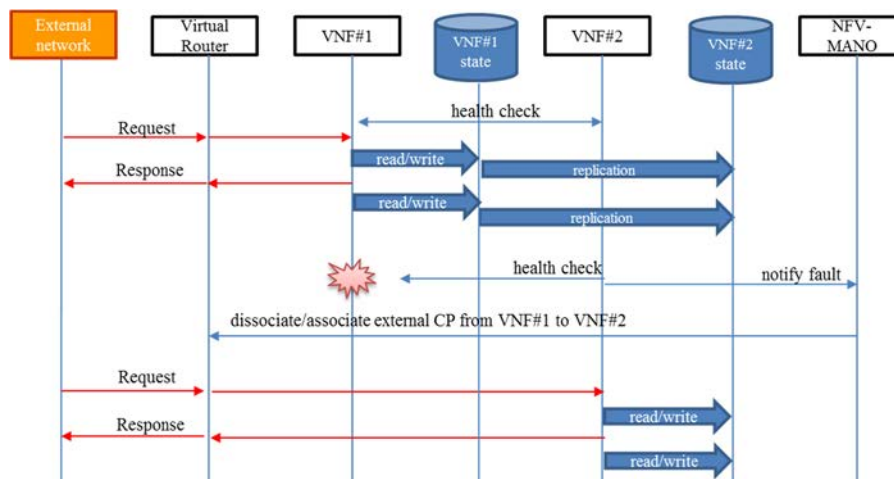 External
network
Virtual
Router
VNF#1
VNF#1
state
VNF#2
VNF#2
state
NFV-
MANO
health check
Request
read/write
Response
replication
read/write
replication
health check
notify fault
dissociate/associate external CP from VNF#1 to VNF#2
Request
read/write
Response
read/write